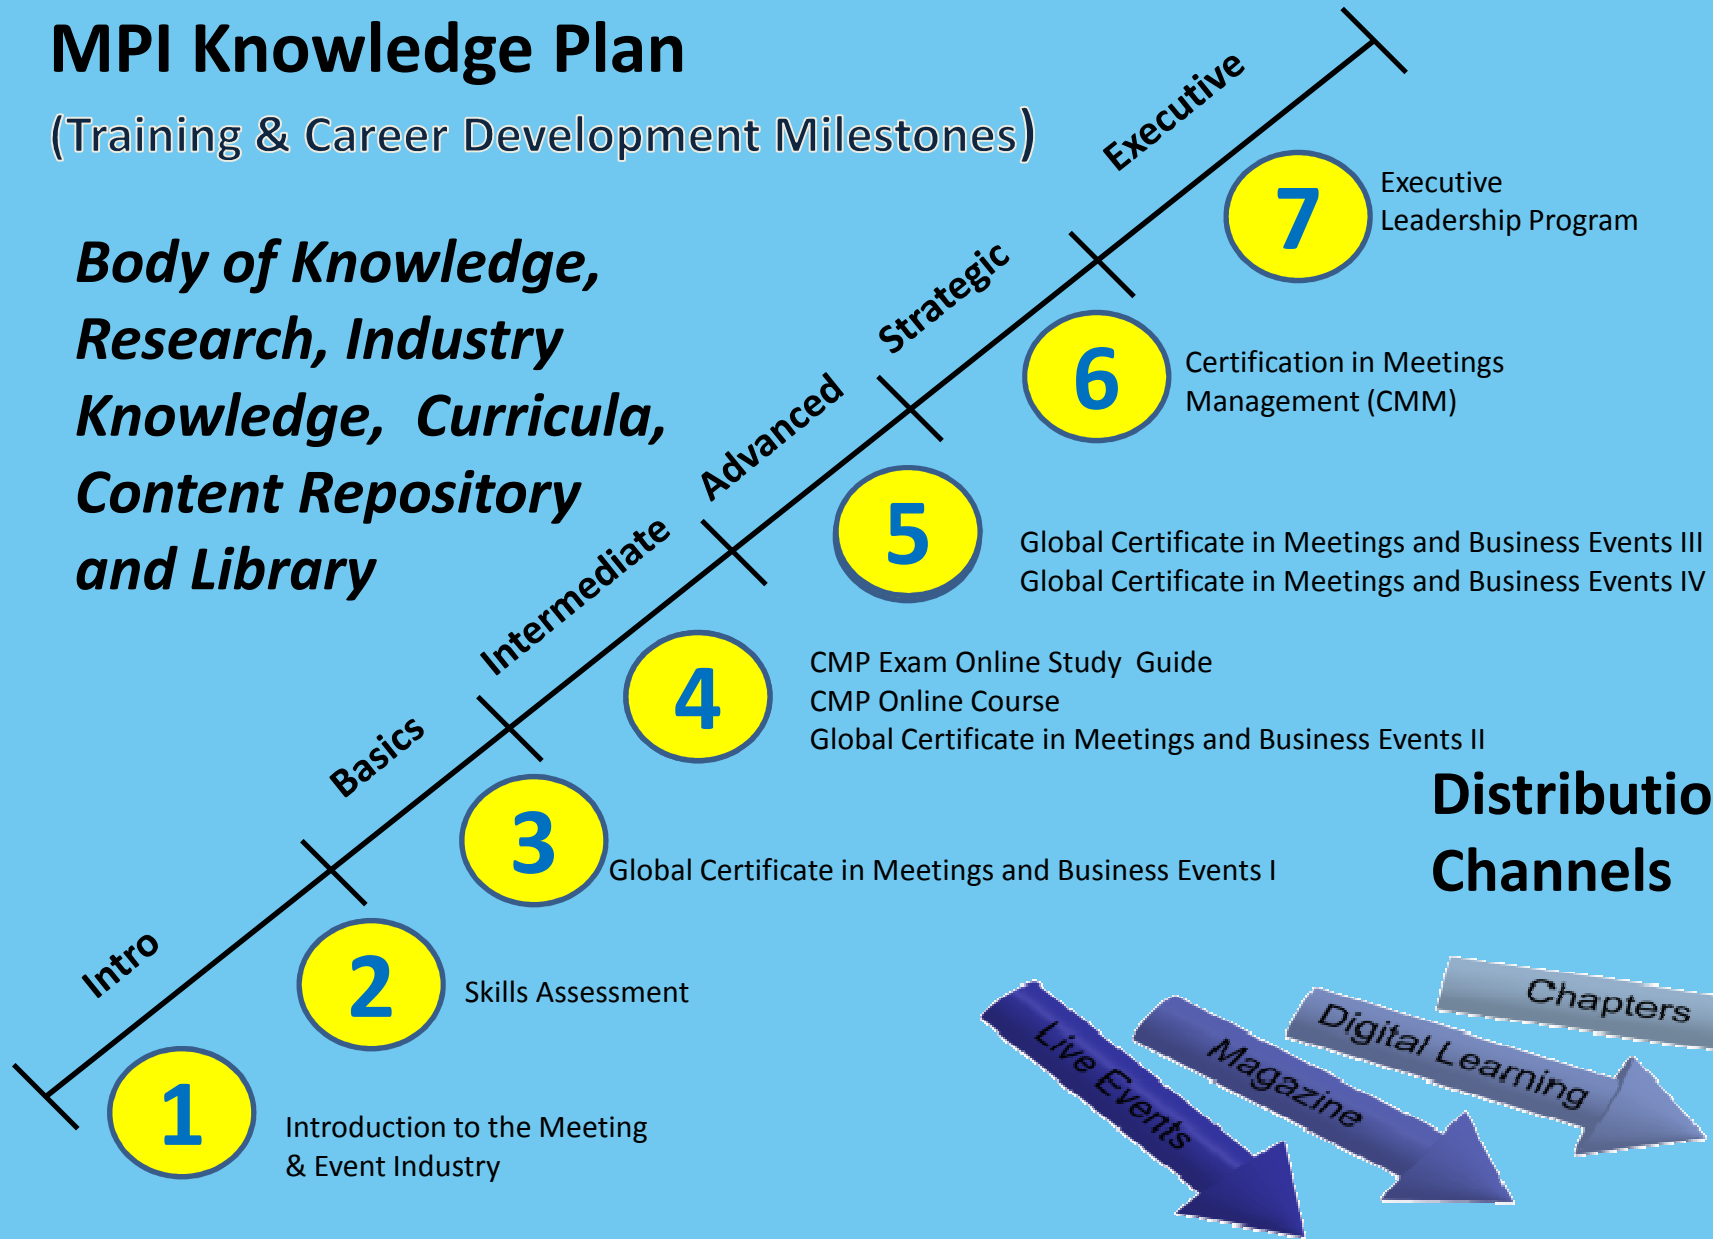 MPI Knowledge Plan
(Training & Career Development Milestones)
Body of Knowledge,
Research, Industry
Knowledge, Curricula,
Content Repository
and Library
Executive
7
Executive
Leadership Program
Strategic
6
Certification in Meetings
Management (CMM)
Advanced
5
Global Certificate in Meetings and Business Events III
Global Certificate in Meetings and Business Events IV
Intermediate
4
CMP Exam Online Study Guide
CMP Online Course
Global Certificate in Meetings and Business Events II
Basics
3
Global Certificate in Meetings and Business Events I
Intro
2
Skills Assessment
1
Introduction to the Meeting
& Event Industry
Distributio
Channels
Live Events
Magazine
Digital Learning
Chapters